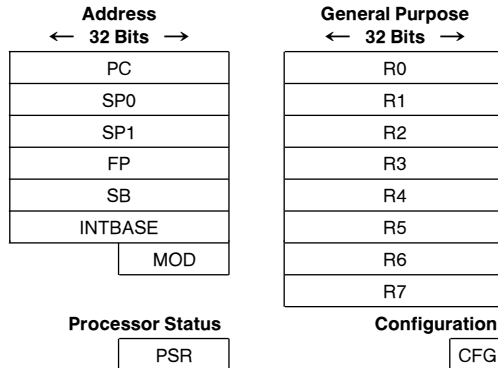 Address
← 32 Bits →
PC
SP0
SP1
FP
SB
INTBASE
MOD
Processor Status
PSR
General Purpose
← 32 Bits →
R0
R1
R2
R3
R4
R5
R6
R7
Configuration
CFG